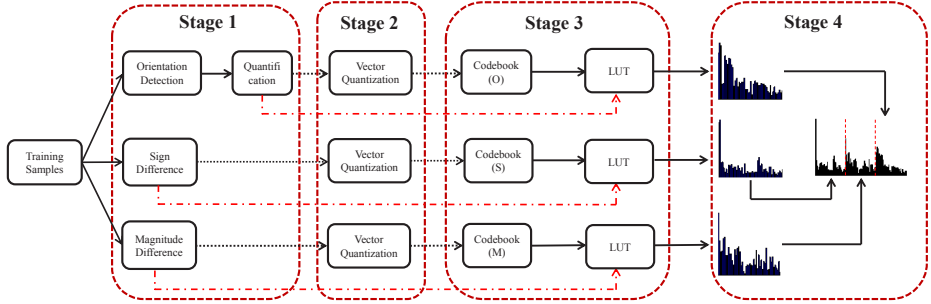 Stage 1
Stage 2
Stage 3
Stage 4
Orientation
Detection
Quantifi
cation
Vector
Quantization
Codebook
(O)
LUT
Training
Samples
Sign
Difference
Vector
Quantization
Codebook
(S)
LUT
Magnitude
Difference
Vector
Quantization
Codebook
(M)
LUT